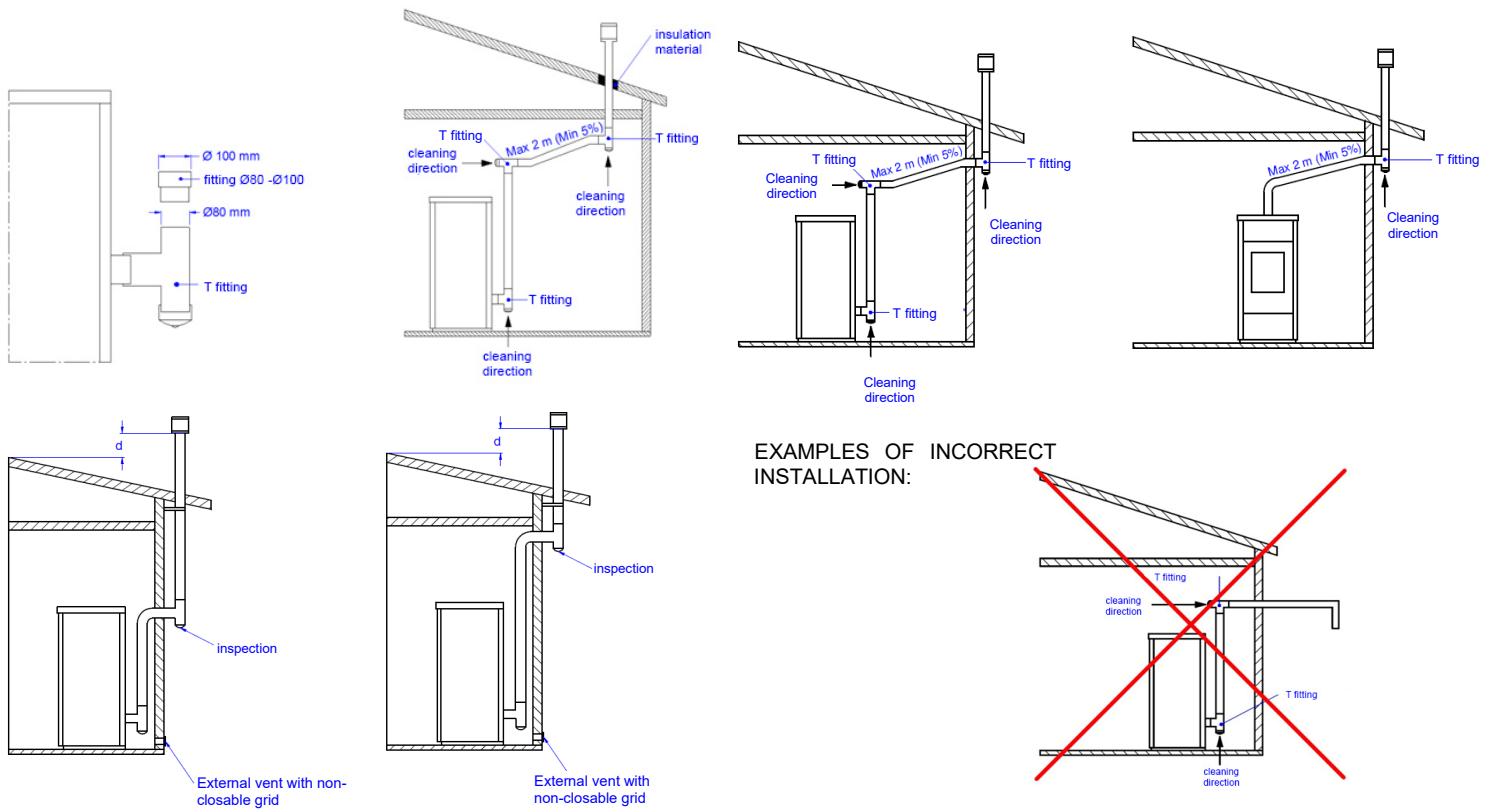 Ø 100 mm
fitting Ø80 -Ø100
Ø80 mm
T fitting
insulation
material
T fitting
Max 2 m (Min 5%)
T fitting
cleaning
direction
cleaning
direction
T fitting
cleaning
direction
T fitting
Max 2 m (Min 5%)
T fitting
Cleaning
direction
Cleaning
direction
T fitting
Cleaning
direction
Max 2 m (Min 5%)
T fitting
Cleaning
direction
d
inspection
External vent with non-
closable grid
d
inspection
External vent with
non-closable grid
EXAMPLES OF INCORRECT
INSTALLATION:
T fitting
cleaning
direction
T fitting
cleaning
direction